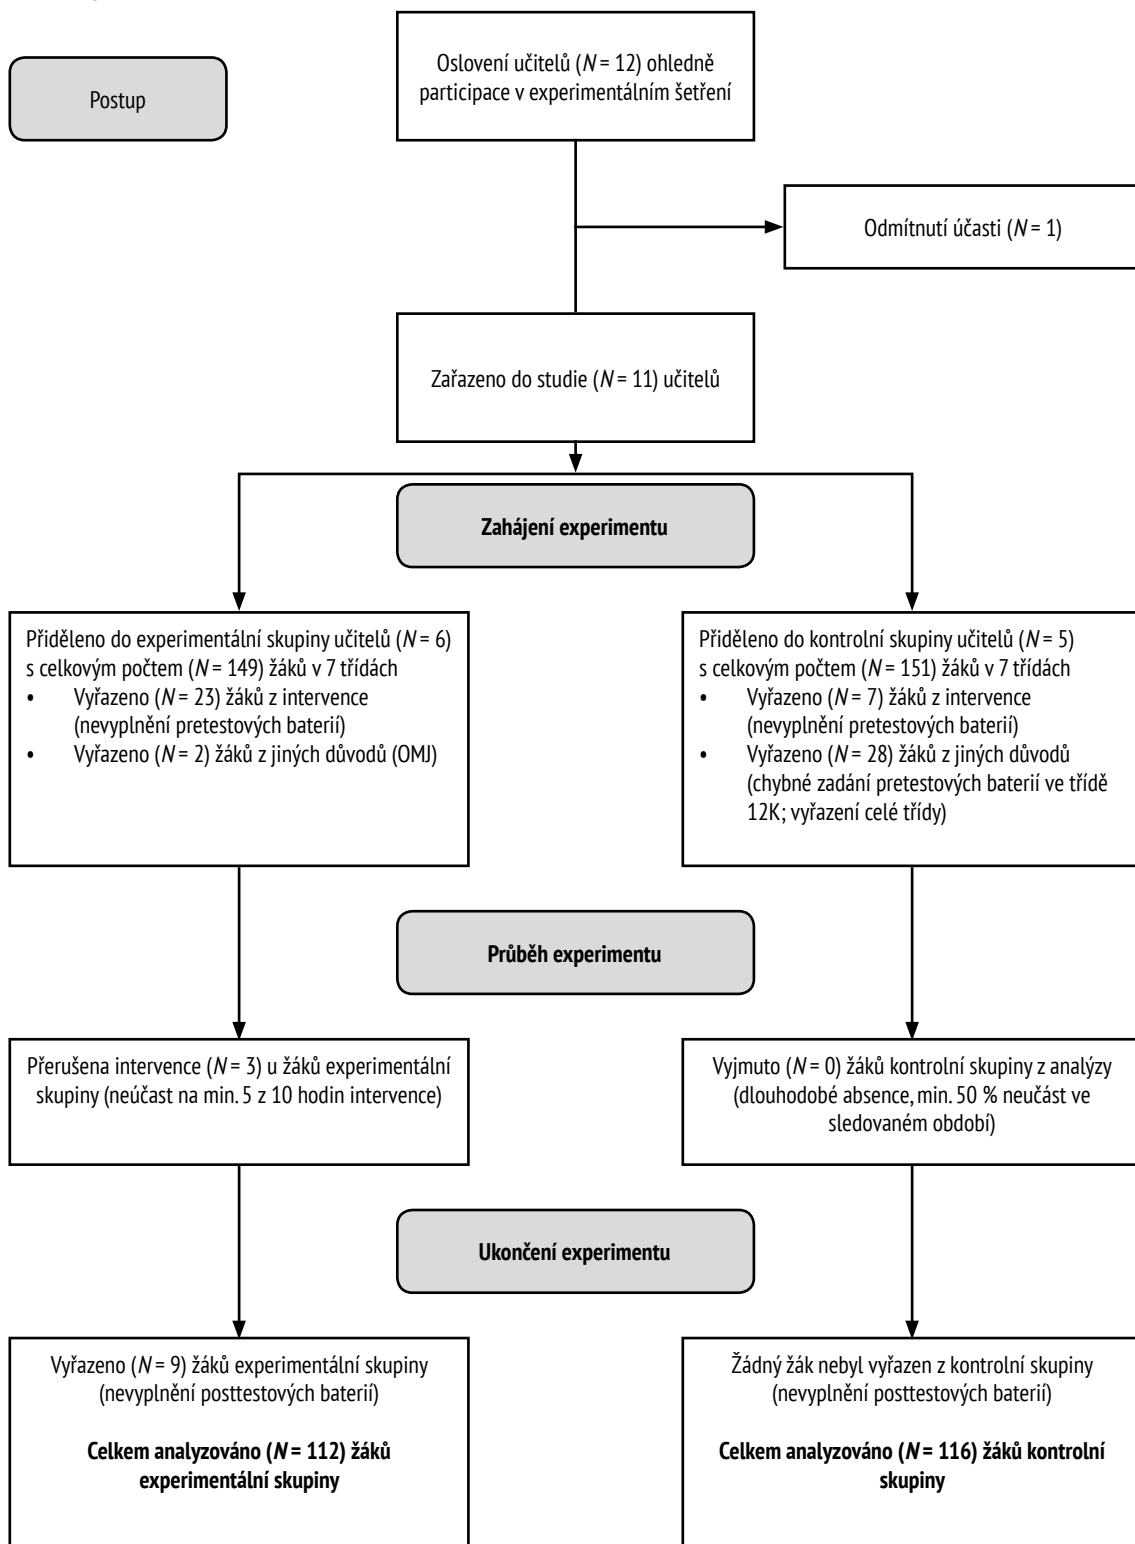 Oslovení učitelů (N = 12) ohledně
participace v experimentálním šetření
Postup
Odmítnutí účasti (N = 1)
Zařazeno do studie (N = 11) učitelů
Zahájení experimentu
Přiděleno do experimentální skupiny učitelů (N = 6)
s celkovým počtem (N = 149) žáků v 7 třídách
• Vyřazeno (N = 23) žáků z intervence
(nevyplnění pretestových baterií)
• Vyřazeno (N = 2) žáků z jiných důvodů (OMJ)
Přiděleno do kontrolní skupiny učitelů (N = 5)
s celkovým počtem (N = 151) žáků v 7 třídách
• Vyřazeno (N = 7) žáků z intervence
(nevyplnění pretestových baterií)
• Vyřazeno (N = 28) žáků z jiných důvodů
(chybné zadání pretestových baterií ve třídě
12K; vyřazení celé třídy)
Průběh experimentu
Přerušena intervence (N = 3) u žáků experimentální
skupiny (neúčast na min. 5 z 10 hodin intervence)
Vyjmuto (N = 0) žáků kontrolní skupiny z analýzy
(dlouhodobé absence, min. 50 % neúčast ve
sledovaném období)
Ukončení experimentu
Vyřazeno (N = 9) žáků experimentální skupiny
(nevyplnění posttestových baterií)
Celkem analyzováno (N = 112) žáků
experimentální skupiny
Žádný žák nebyl vyřazen z kontrolní skupiny
(nevyplnění posttestových baterií)
Celkem analyzováno (N = 116) žáků kontrolní
skupiny